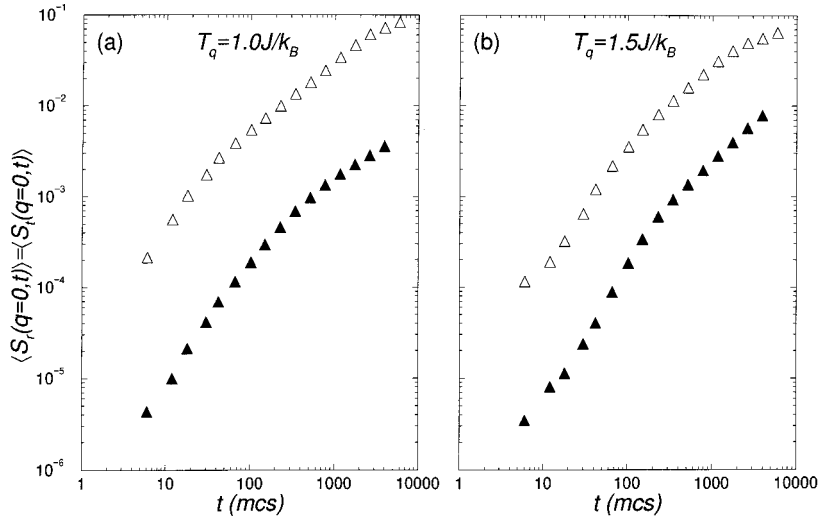 (a) T_q=1.0J/k_B
(b) T_q=1.5J/k_B
10^-1
10^-2
10^-3
10^-4
10^-5
10^-6
⟨S_r(q=0,t)⟩=⟨S_t(q=0,t)⟩
1 10 100 1000 10000
1 10 100 1000 10000
t (mcs)
t (mcs)